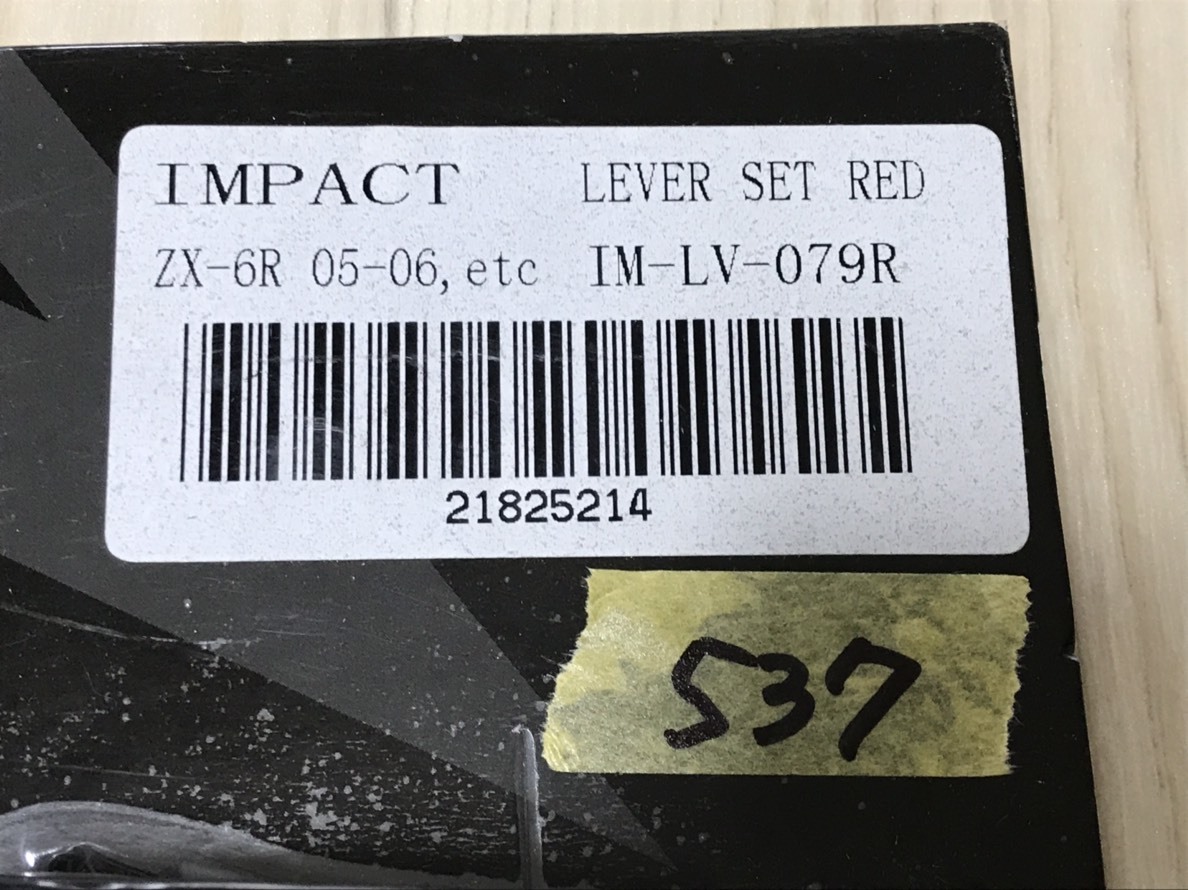 IMPACT LEVER SET RED
ZX-6R 05-06,etc IM-LV-079R
21825214
537